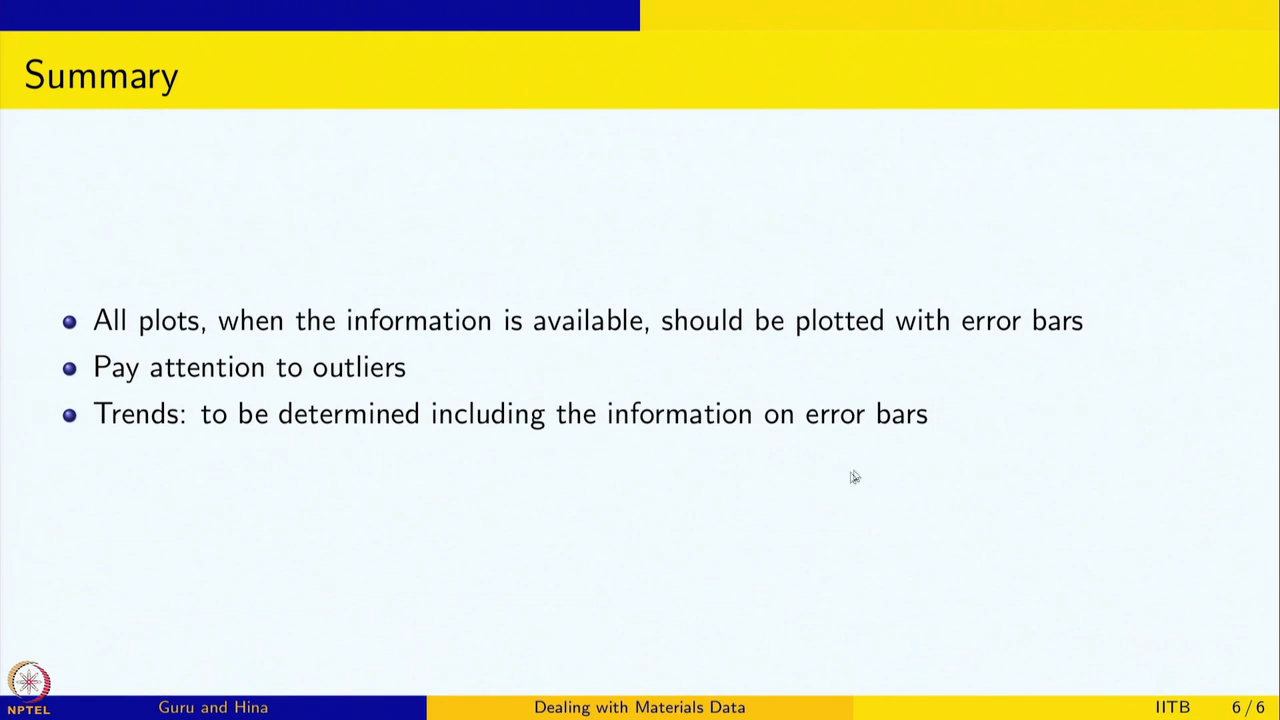 Summary
All plots, when the information is available, should be plotted with error bars
Pay attention to outliers
Trends: to be determined including the information on error bars
NPTEL
Guru and Hina
Dealing with Materials Data
IITB
6 / 6